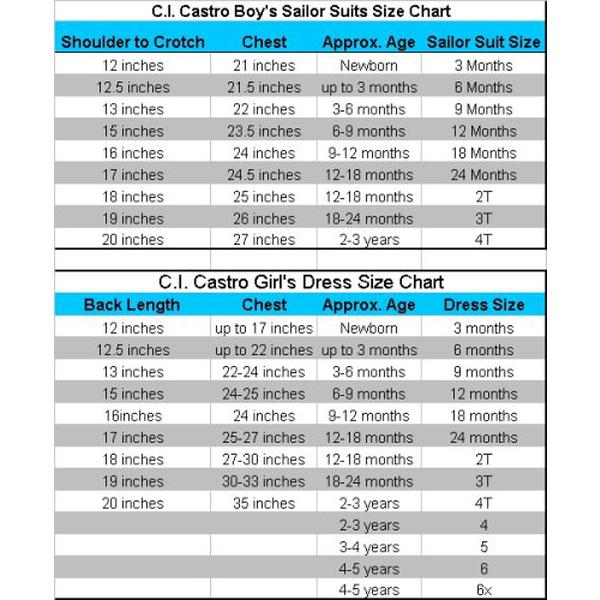 C.I. Castro Boy's Sailor Suits Size Chart
Shoulder to Crotch Chest Approx. Age Sailor Suit Size
12 inches 21 inches Newborn 3 Months
12.5 inches 21.5 inches up to 3 months 6 Months
13 inches 22 inches 3-6 months 9 Months
15 inches 23.5 inches 6-9 months 12 Months
16 inches 24 inches 9-12 months 18 Months
17 inches 24.5 inches 12-18 months 24 Months
18 inches 25 inches 12-18 months 2T
19 inches 26 inches 18-24 months 3T
20 inches 27 inches 2-3 years 4T
C.I. Castro Girl's Dress Size Chart
Back Length Chest Approx. Age Dress Size
12 inches up to 17 inches Newborn 3 months
12.5 inches up to 22 inches up to 3 months 6 months
13 inches 22-24 inches 3-6 months 9 months
15 inches 24-25 inches 6-9 months 12 months
16inches 24 inches 9-12 months 18 months
17 inches 25-27 inches 12-18 months 24 months
18 inches 27-30 inches 12-18 months 2T
19 inches 30-33 inches 18-24 months 3T
20 inches 35 inches 2-3 years 4T
2-3 years 4
3-4 years 5
4-5 years 6
4-5 years 6x